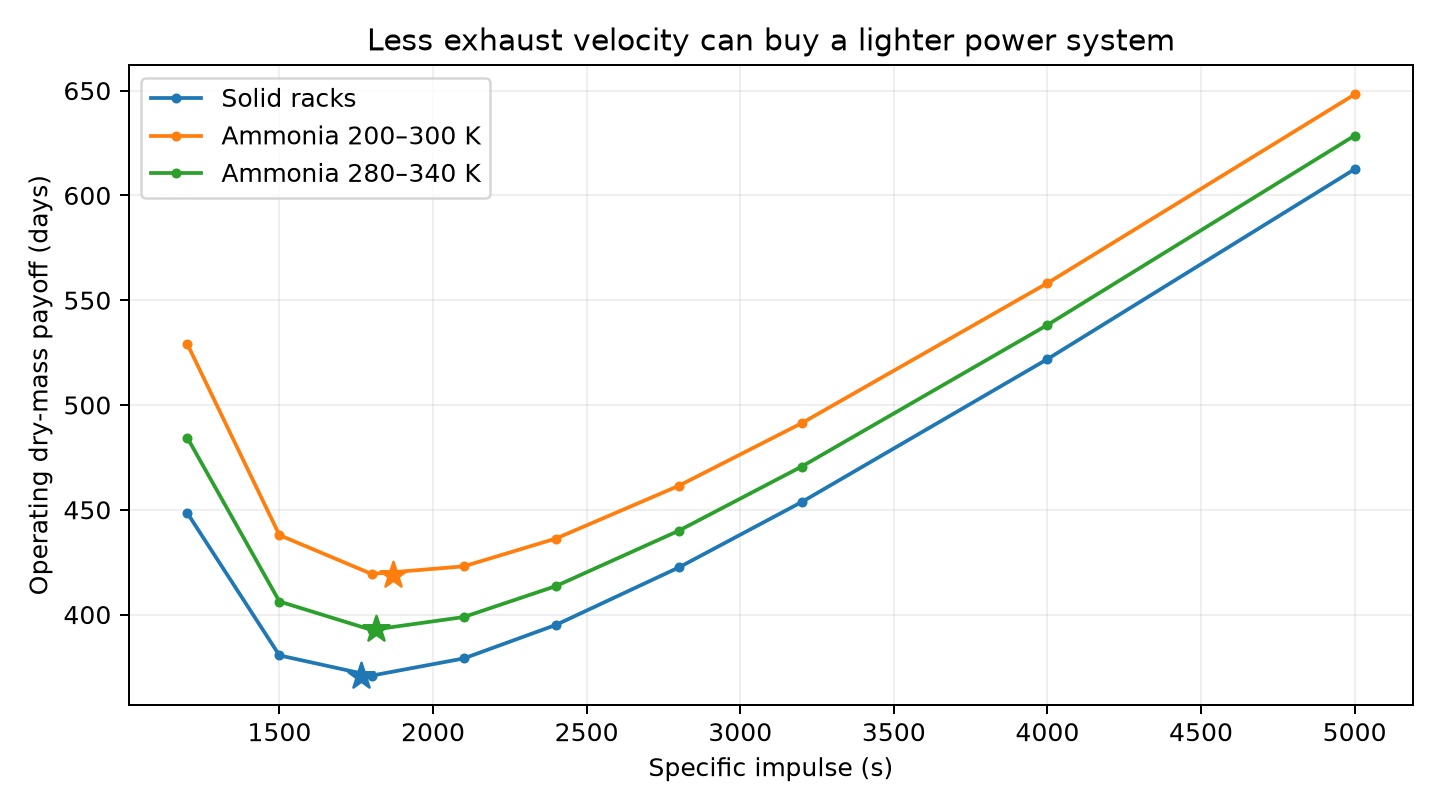 Less exhaust velocity can buy a lighter power system
Solid racks
Ammonia 200–300 K
Ammonia 280–340 K
Operating dry-mass payoff (days)
650
600
550
500
450
400
1500 2000 2500 3000 3500 4000 4500 5000
Specific impulse (s)